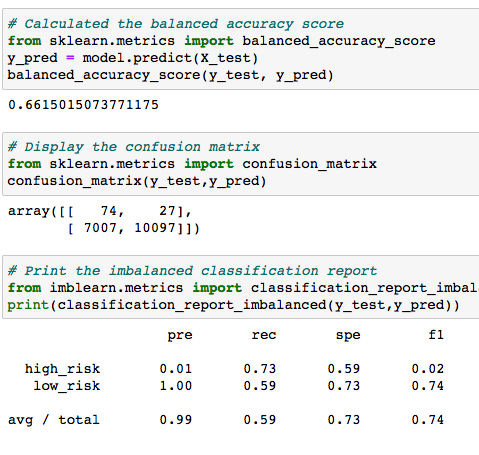 # Calculated the balanced accuracy score
from sklearn.metrics import balanced_accuracy_score
y_pred = model.predict(X_test)
balanced_accuracy_score(y_test, y_pred)
0.6615015073771175
# Display the confusion matrix
from sklearn.metrics import confusion_matrix
confusion_matrix(y_test,y_pred)
array([[   74,    27],
       [ 7007, 10097]])
# Print the imbalanced classification report
from imblearn.metrics import classification_report_imbal
print(classification_report_imbalanced(y_test,y_pred))
pre rec spe f1
high_risk 0.01 0.73 0.59 0.02
low_risk 1.00 0.59 0.73 0.74
avg / total 0.99 0.59 0.73 0.74